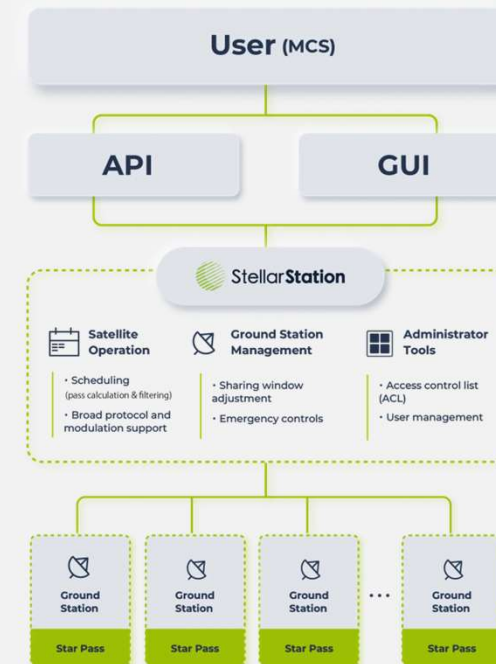 User (MCS)
API
GUI
StellarStation
Satellite
Operation
・Scheduling
(pass calculation & filtering)
・Broad protocol and
modulation support
Ground Station
Management
・Sharing window
adjustment
・Emergency controls
Administrator
Tools
・Access control list
(ACL)
・User management
Ground
Station
Star Pass
Ground
Station
Star Pass
Ground
Station
Star Pass
...
Ground
Station
Star Pass